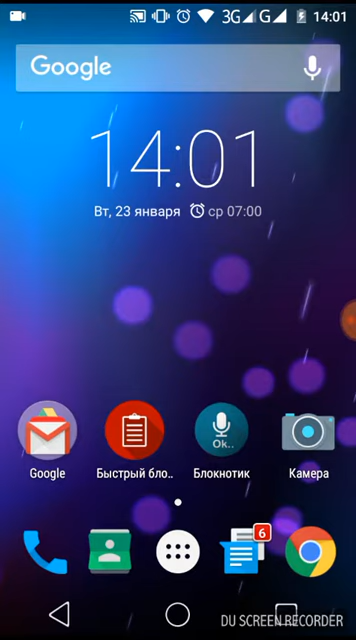 3G G 14:01
Google
14:01
Вт, 23 января ср 07:00
Ok..
Google Быстрый бло.. Блокнотик Камера
6
DU SCREEN RECORDER